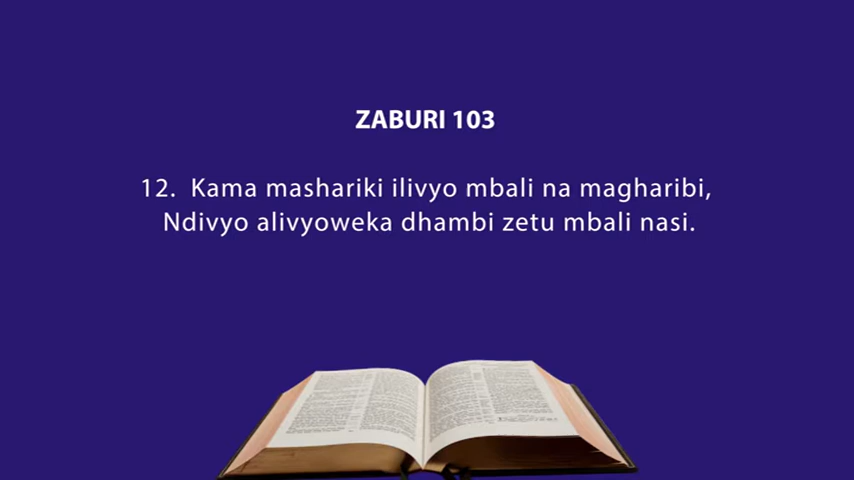 ZABURI 103
12. Kama mashariki ilivyo mbali na magharibi,
Ndivyo alivyoweka dhambi zetu mbali nasi.